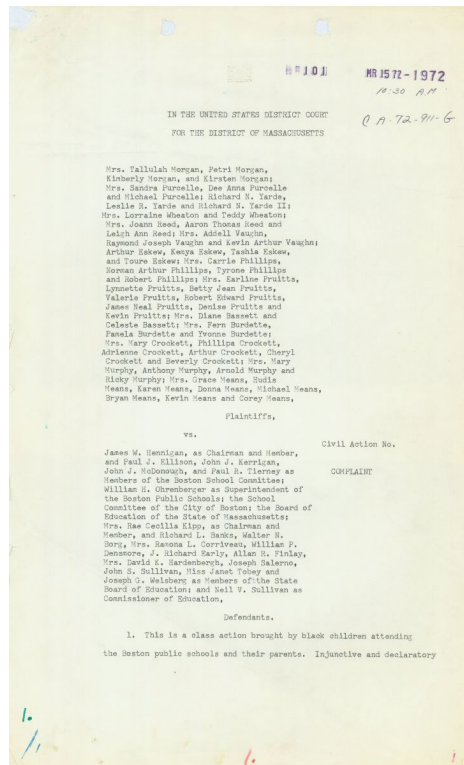 MR 15 72-1972
10:30 A.M
C A-72-911-G
IN THE UNITED STATES DISTRICT COURT
FOR THE DISTRICT OF MASSACHUSETTS
Mrs. Tallulah Morgan, Petri Morgan,
Kimberly Morgan, and Kirsten Morgan;
Mrs. Sandra Purcelle, Dee Anna Purcelle
and Michael Purcelle; Richard N. Yarde,
Leslie R. Yarde and Richard N. Yarde II;
Mrs. Lorraine Wheaton and Teddy Wheaton;
Mrs. Joann Reed, Aaron Thomas Reed and
Leigh Ann Reed; Mrs. Addell Vaughn,
Raymond Joseph Vaughn and Kevin Arthur Vaughn;
Arthur Eskew, Kenya Eskew, Tashia Eskew,
and Toure Eskew; Mrs. Carrie Phillips,
Norman Arthur Phillips, Tyrone Phillips
and Robert Phillips; Mrs. Earline Pruitts,
Lynnette Pruitts, Betty Jean Pruitts,
Valerie Pruitts, Robert Edward Pruitts,
James Neal Pruitts, Denise Pruitts and
Kevin Pruitts; Mrs. Diane Bassett and
Celeste Bassett; Mrs. Fern Burdette,
Pamela Burdette and Yvonne Burdette;
Mrs. Mary Crockett, Phillipa Crockett,
Adrienne Crockett, Arthur Crockett, Cheryl
Crockett and Beverly Crockett; Mrs. Mary
Murphy, Anthony Murphy, Arnold Murphy and
Ricky Murphy; Mrs. Grace Means, Hudis
Means, Karen Means, Donna Means, Michael Means,
Bryan Means, Kevin Means and Corey Means,
Plaintiffs,
vs.
Civil Action No.
James W. Hennigan, as Chairman and Member,
and Paul J. Ellison, John J. Kerrigan,
John J. McDonough, and Paul R. Tierney as COMPLAINT
Members of the Boston School Committee;
William H. Ohrenberger as Superintendent of
the Boston Public Schools; the School
Committee of the City of Boston; the Board of
Education of the State of Massachusetts;
Mrs. Rae Cecilia Kipp, as Chairman and
Member, and Richard L. Banks, Walter N.
Borg, Mrs. Ramona L. Corriveau, William P.
Densmore, J. Richard Early, Allan R. Finlay,
Mrs. David K. Hardenbergh, Joseph Salerno,
John S. Sullivan, Miss Janet Tobey and
Joseph G. Weisberg as Members of the State
Board of Education; and Neil V. Sullivan as
Commissioner of Education,
Defendants.
1. This is a class action brought by black children attending
the Boston public schools and their parents. Injunctive and declaratory